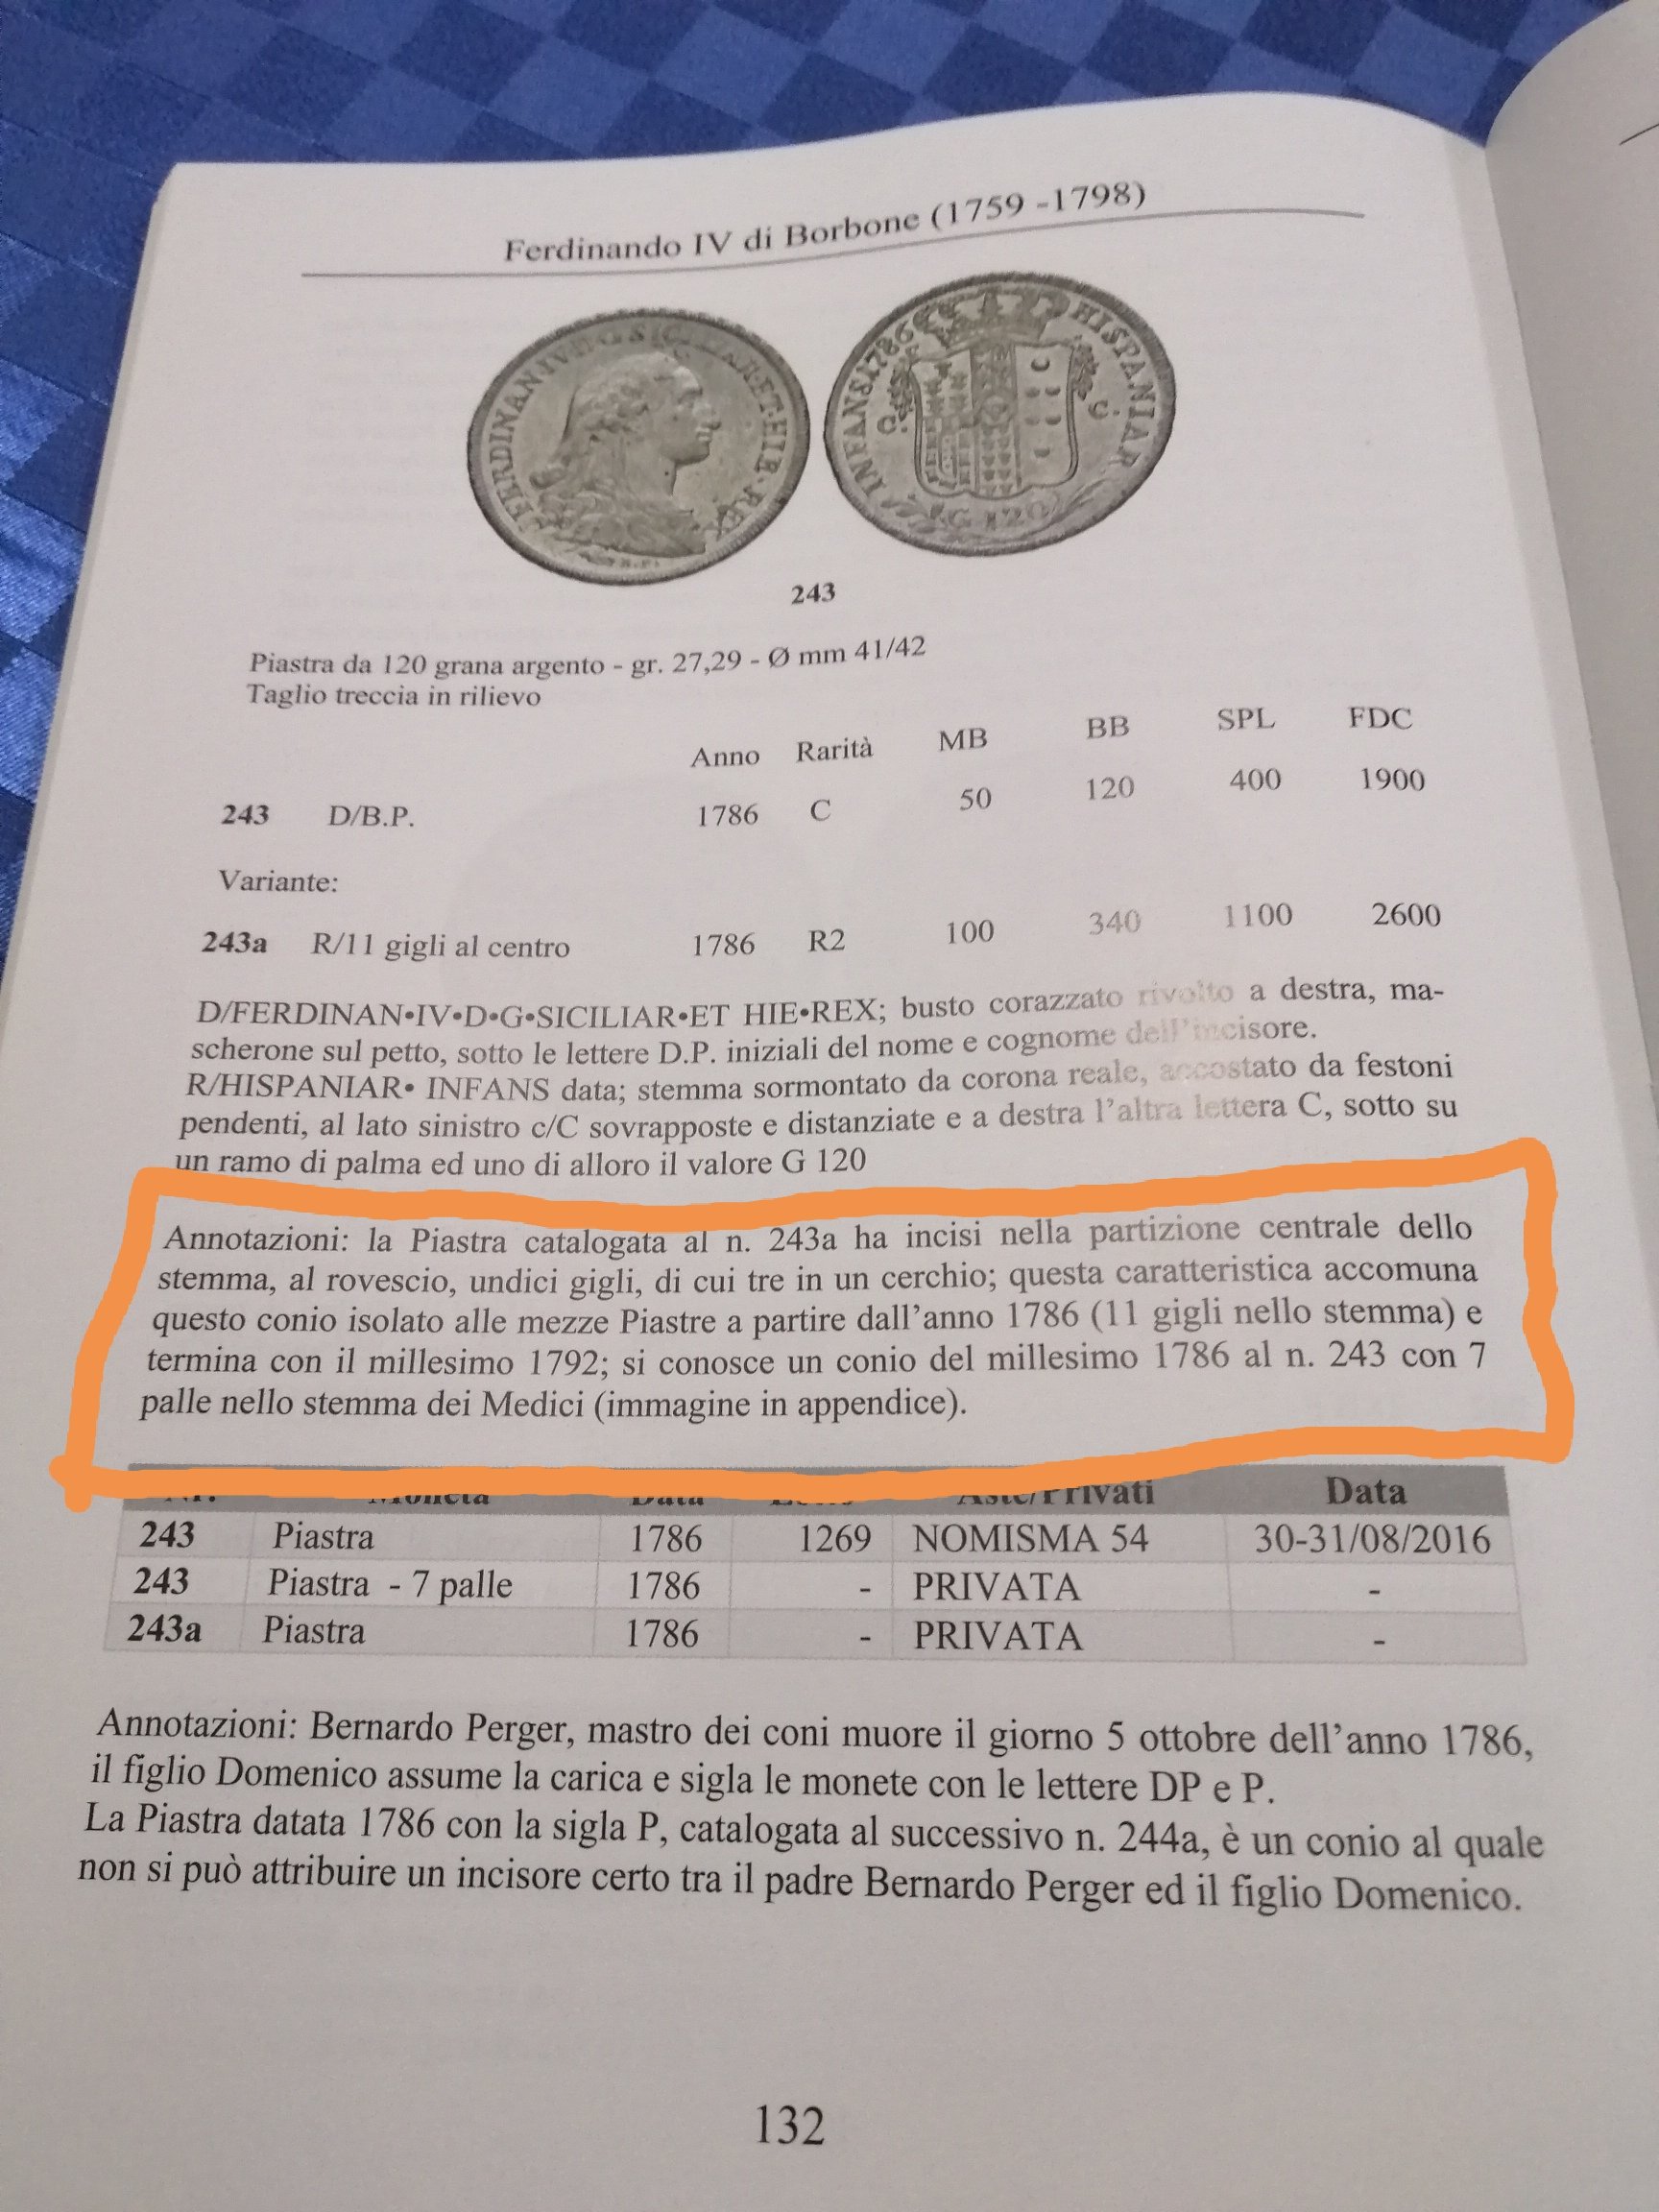 Ferdinando IV di Borbone (1759 -1798)
HISPANIAR
INFANS1786
G 120
243
Piastra da 120 grana argento - gr. 27,29 - Ø mm 41/42
Taglio treccia in rilievo
Anno Rarità MB BB SPL FDC
243 D/B.P. 1786 C 50 120 400 1900
Variante:
243a R/11 gigli al centro 1786 R2 100 340 1100 2600
D/FERDINAN•IV•D•G•SICILIAR•ET HIE•REX; busto corazzato rivolto a destra, ma-
scherone sul petto, sotto le lettere D.P. iniziali del nome e cognome dell'incisore.
R/HISPANIAR• INFANS data; stemma sormontato da corona reale, accostato da festoni
pendenti, al lato sinistro c/C sovrapposte e distanziate e a destra l'altra lettera C, sotto su
un ramo di palma ed uno di alloro il valore G 120
Annotazioni: la Piastra catalogata al n. 243a ha incisi nella partizione centrale dello
stemma, al rovescio, undici gigli, di cui tre in un cerchio; questa caratteristica accomuna
questo conio isolato alle mezze Piastre a partire dall'anno 1786 (11 gigli nello stemma) e
termina con il millesimo 1792; si conosce un conio del millesimo 1786 al n. 243 con 7
palle nello stemma dei Medici (immagine in appendice).
Nr. Moneta Data Aste/Privati Data
243 Piastra 1786 1269 NOMISMA 54 30-31/08/2016
243 Piastra - 7 palle 1786 - PRIVATA -
243a Piastra 1786 - PRIVATA -
Annotazioni: Bernardo Perger, mastro dei coni muore il giorno 5 ottobre dell'anno 1786,
il figlio Domenico assume la carica e sigla le monete con le lettere DP e P.
La Piastra datata 1786 con la sigla P, catalogata al successivo n. 244a, è un conio al quale
non si può attribuire un incisore certo tra il padre Bernardo Perger ed il figlio Domenico.
132